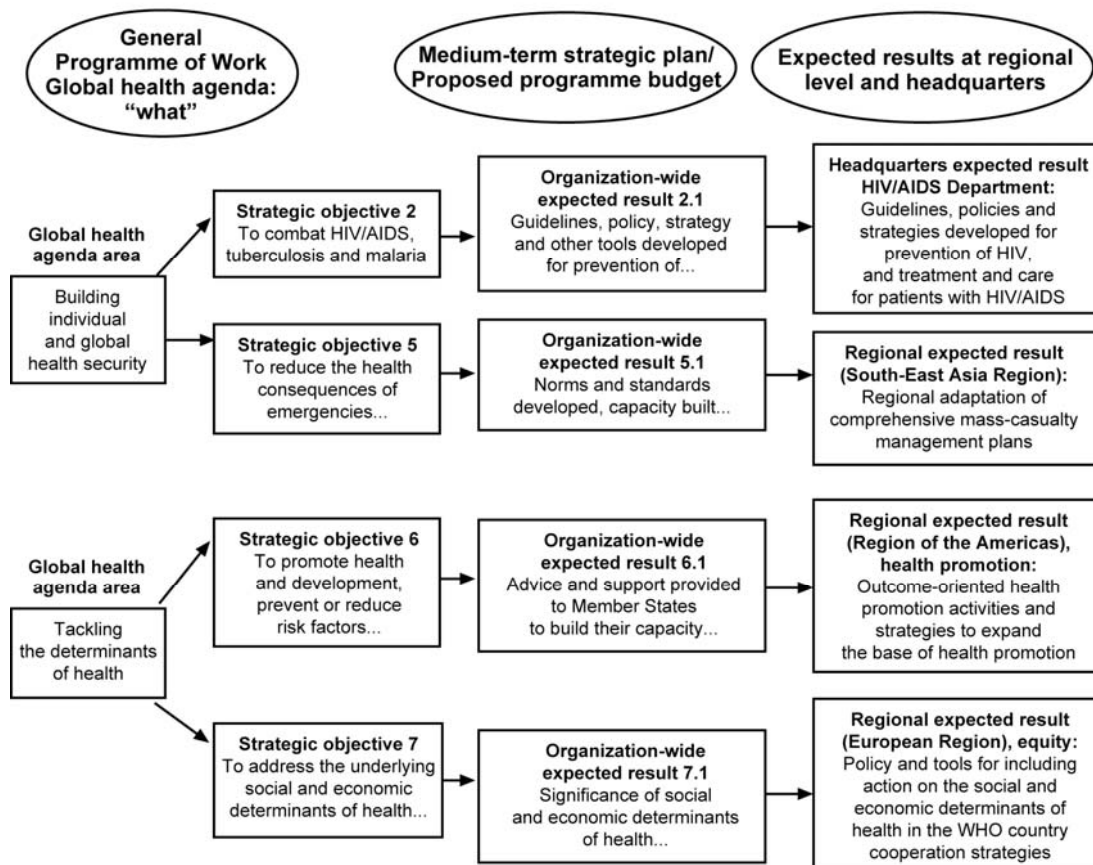 General
Programme of Work
Global health agenda:
“what”
Medium-term strategic plan/
Proposed programme budget
Expected results at regional
level and headquarters
Global health
agenda area
Building
individual
and global
health security
Strategic objective 2
To combat HIV/AIDS,
tuberculosis and malaria
Organization-wide
expected result 2.1
Guidelines, policy, strategy
and other tools developed
for prevention of...
Headquarters expected result
HIV/AIDS Department:
Guidelines, policies and
strategies developed for
prevention of HIV,
and treatment and care
for patients with HIV/AIDS
Strategic objective 5
To reduce the health
consequences of
emergencies...
Organization-wide
expected result 5.1
Norms and standards
developed, capacity built...
Regional expected result
(South-East Asia Region):
Regional adaptation of
comprehensive mass-casualty
management plans
Global health
agenda area
Tackling
the determinants
of health
Strategic objective 6
To promote health
and development,
prevent or reduce
risk factors...
Organization-wide
expected result 6.1
Advice and support provided
to Member States
to build their capacity...
Regional expected result
(Region of the Americas),
health promotion:
Outcome-oriented health
promotion activities and
strategies to expand
the base of health promotion
Strategic objective 7
To address the underlying
social and economic
determinants of health...
Organization-wide
expected result 7.1
Significance of social
and economic determinants
of health...
Regional expected result
(European Region), equity:
Policy and tools for including
action on the social and
economic determinants of
health in the WHO country
cooperation strategies